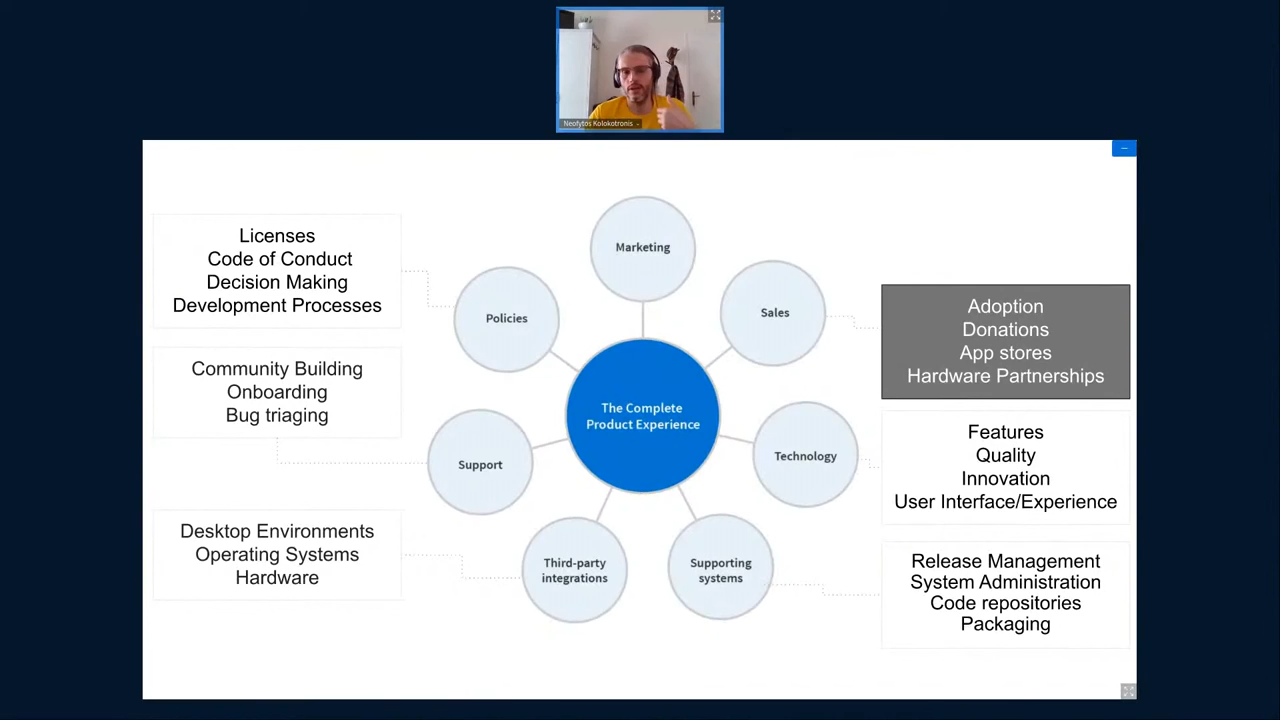 Neofytos Kolokotronis
Licenses
Code of Conduct
Decision Making
Development Processes
Community Building
Onboarding
Bug triaging
Desktop Environments
Operating Systems
Hardware
Marketing
Policies
Sales
The Complete
Product Experience
Support
Technology
Third-party
integrations
Supporting
systems
Adoption
Donations
App stores
Hardware Partnerships
Features
Quality
Innovation
User Interface/Experience
Release Management
System Administration
Code repositories
Packaging